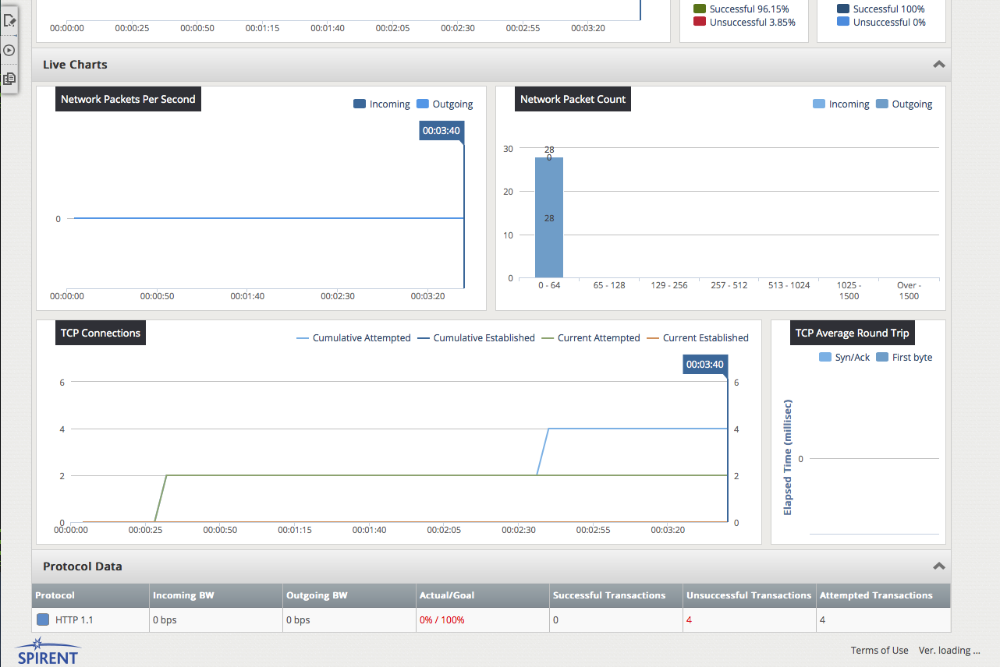 00:00:00 00:00:25 00:00:50 00:01:15 00:01:40 00:02:05 00:02:30 00:02:55 00:03:20
Successful 96.15%
Unsuccessful 3.85%
Successful 100%
Unsuccessful 0%
Live Charts
Network Packets Per Second
Incoming Outgoing
00:03:40
0
00:00:00 00:00:50 00:01:40 00:02:30 00:03:20
Network Packet Count
Incoming Outgoing
30
28
0
20
28
10
0
0 - 64 65 - 128 129 - 256 257 - 512 513 - 1024 1025 - Over -
1500 1500
TCP Connections
Cumulative Attempted Cumulative Established Current Attempted Current Established
00:03:40
6 6
4 4
2 2
0 0
00:00:00 00:00:25 00:00:50 00:01:15 00:01:40 00:02:05 00:02:30 00:02:55 00:03:20
TCP Average Round Trip
Syn/Ack First byte
Elapsed Time (millisec)
0
Protocol Data
Protocol Incoming BW Outgoing BW Actual/Goal Successful Transactions Unsuccessful Transactions Attempted Transactions
HTTP 1.1 0 bps 0 bps 0% / 100% 0 4 4
SPIRENT
Terms of Use Ver. loading ...